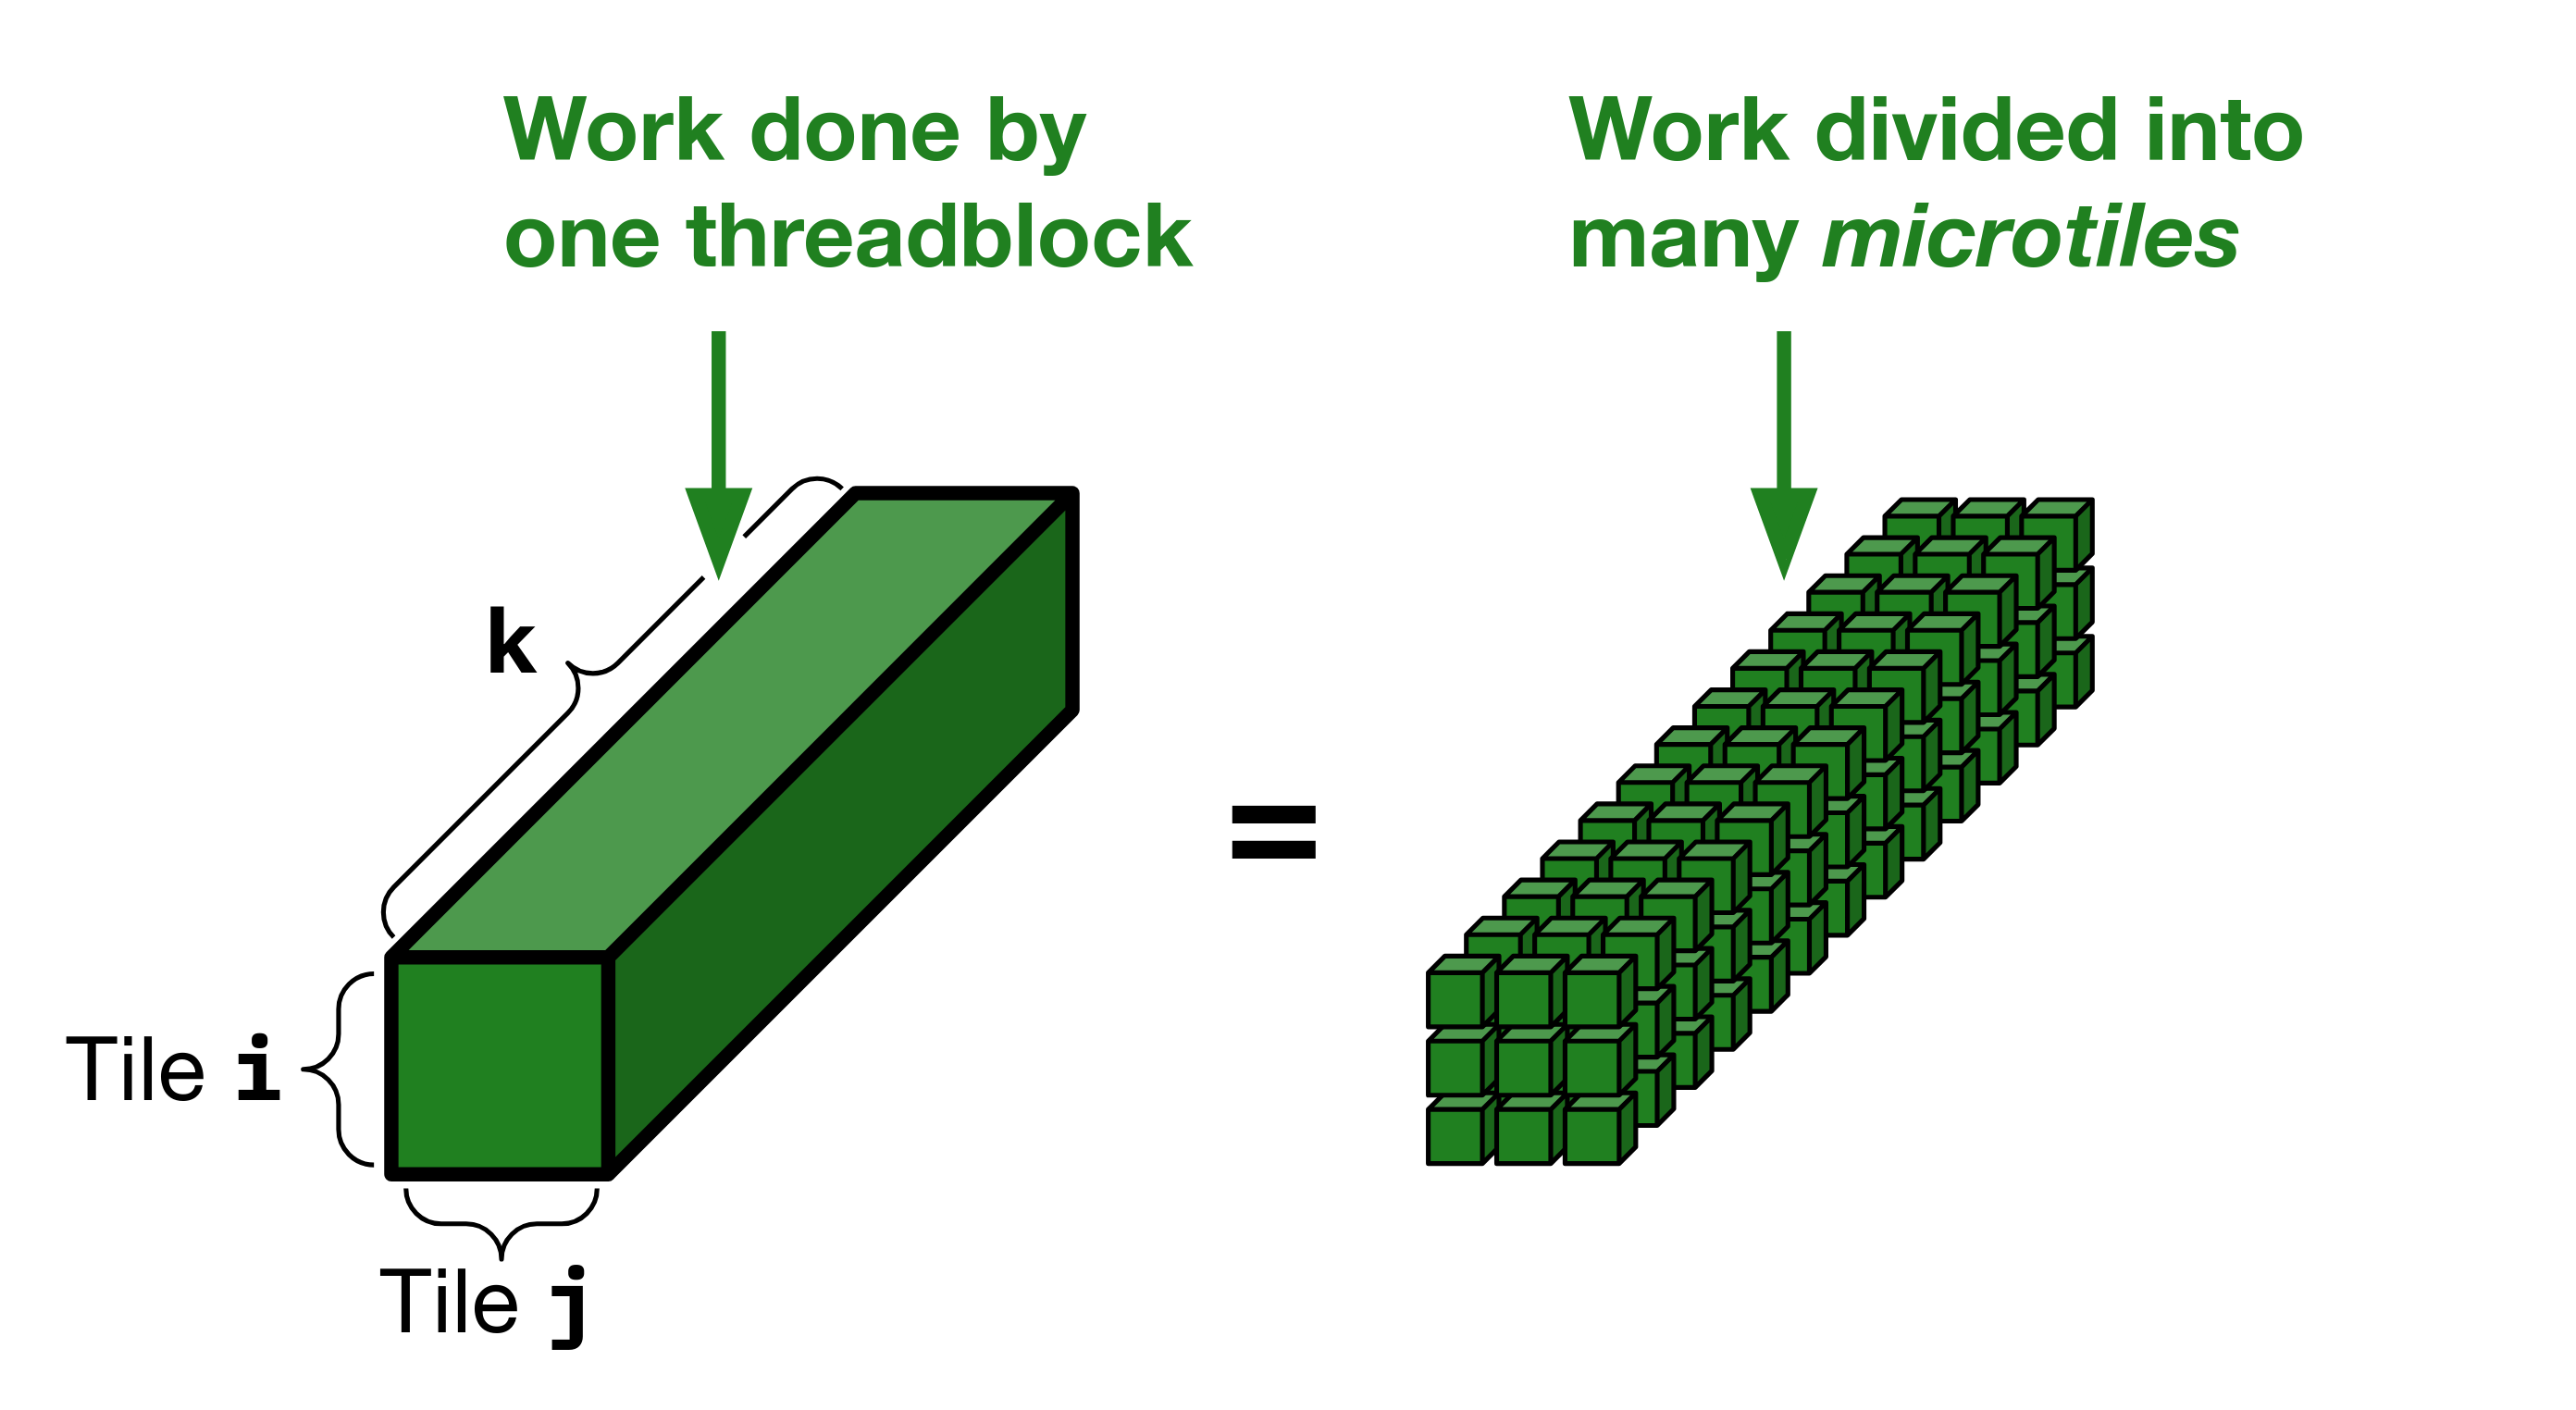 Work done by
one threadblock
Work divided into
many microtiles
k
=
Tile i
Tile j